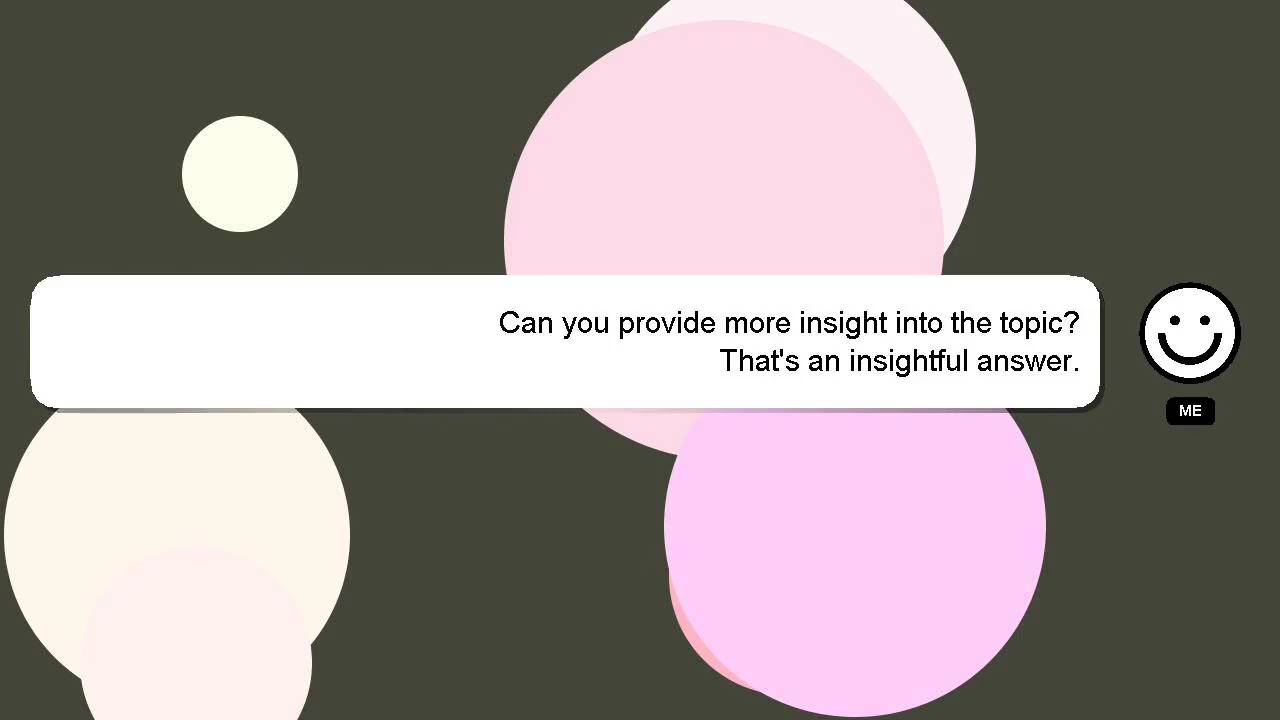 Can you provide more insight into the topic?
That's an insightful answer.
ME